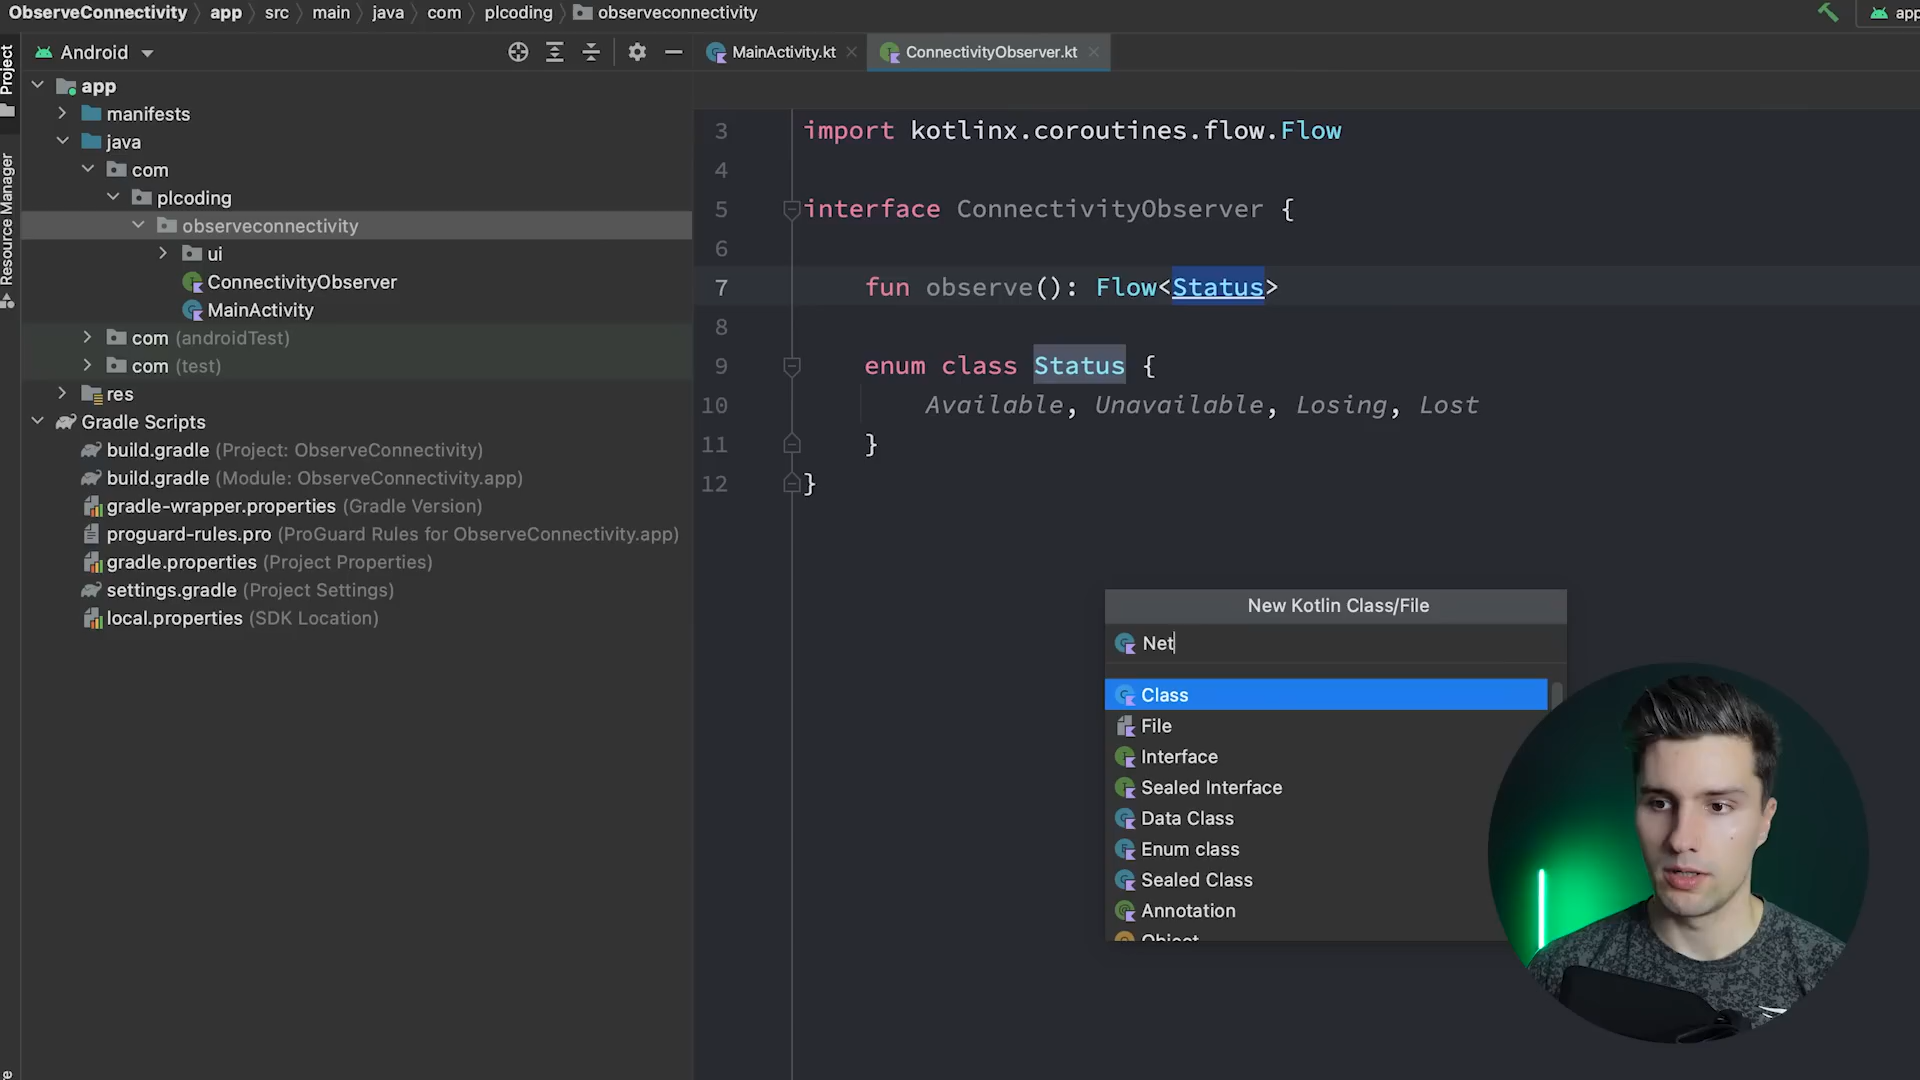 ObserveConnectivity app src main java com plcoding observeconnectivity app
Project
Resource Manager
Android
app
manifests
java
com
plcoding
observeconnectivity
ui
ConnectivityObserver
MainActivity
com (androidTest)
com (test)
res
Gradle Scripts
build.gradle (Project: ObserveConnectivity)
build.gradle (Module: ObserveConnectivity.app)
gradle-wrapper.properties (Gradle Version)
proguard-rules.pro (ProGuard Rules for ObserveConnectivity.app)
gradle.properties (Project Properties)
settings.gradle (Project Settings)
local.properties (SDK Location)
MainActivity.kt ConnectivityObserver.kt
3 import kotlinx.coroutines.flow.Flow
4
5 interface ConnectivityObserver {
6
7 fun observe(): Flow<Status>
8
9 enum class Status {
10 Available, Unavailable, Losing, Lost
11 }
12 }
New Kotlin Class/File
Net
Class
File
Interface
Sealed Interface
Data Class
Enum class
Sealed Class
Annotation
Object